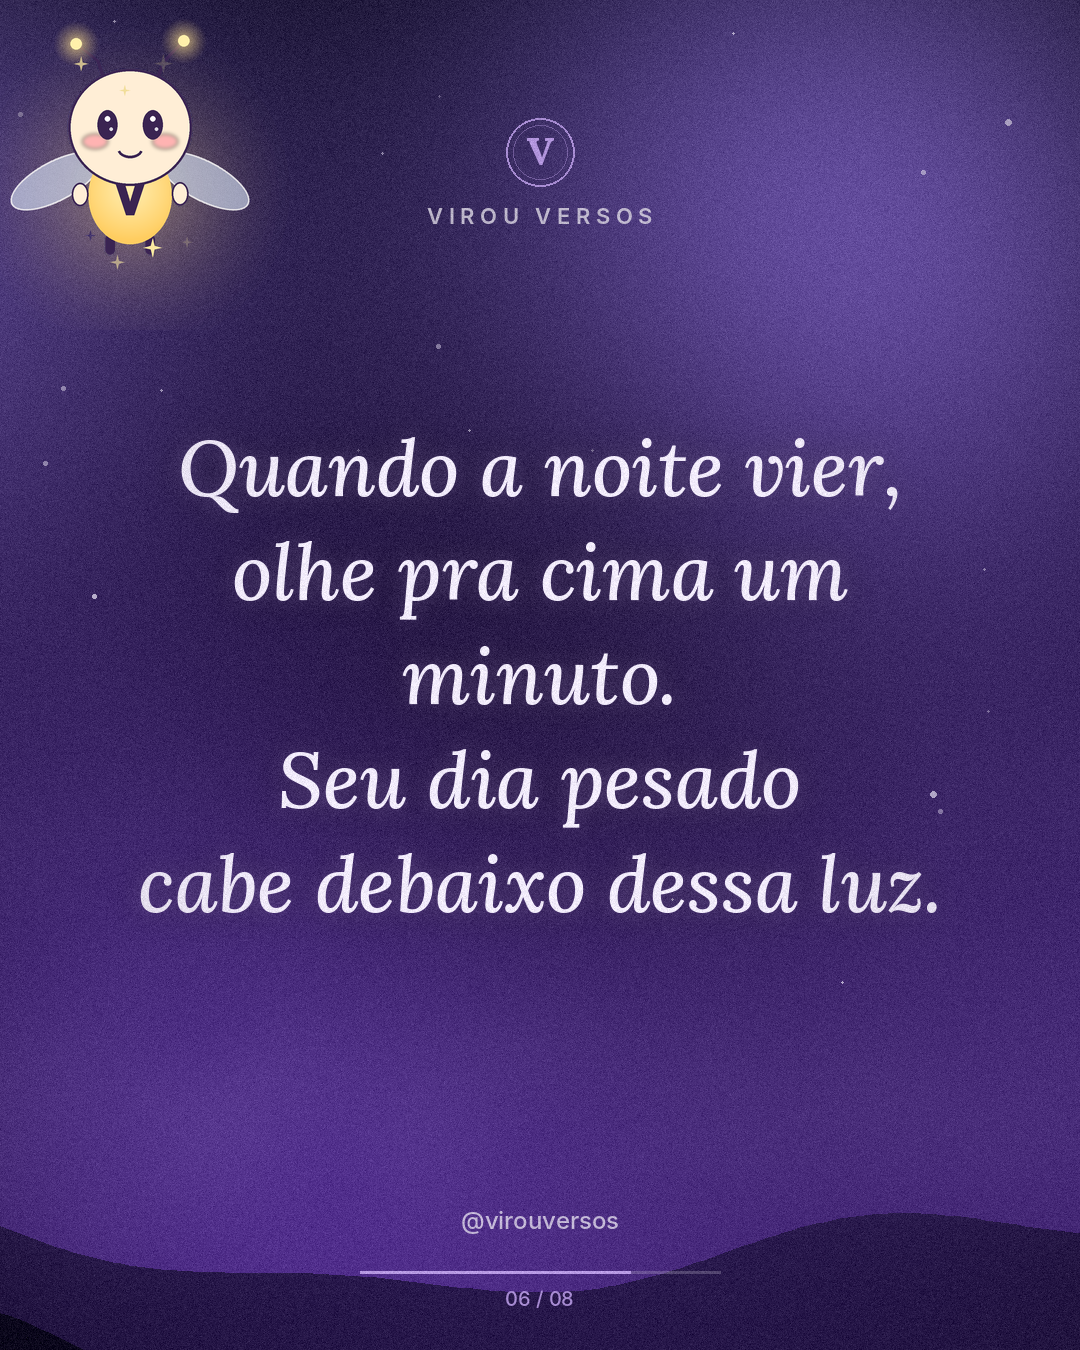 V
V
VIROU VERSOS
Quando a noite vier,
olhe pra cima um
minuto.
Seu dia pesado
cabe debaixo dessa luz.
@virouversos
06 / 08